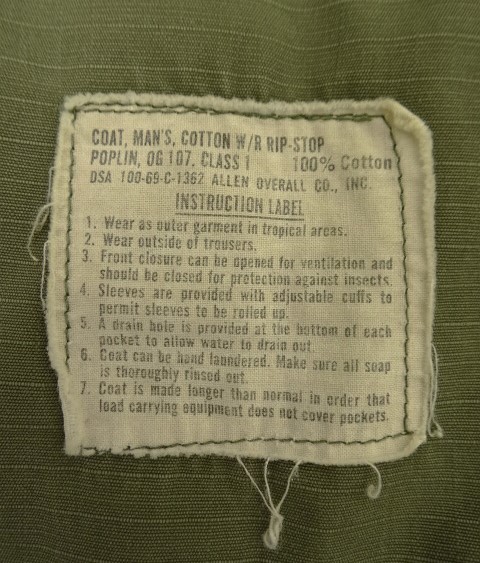 COAT, MAN'S, COTTON W/R RIP-STOP
POPLIN, OG 107, CLASS 1 100% Cotton
DSA 100-69-C-1362 ALLEN OVERALL CO., INC.
INSTRUCTION LABEL
1. Wear as outer garment in tropical areas.
2. Wear outside of trousers.
3. Front closure can be opened for ventilation and
should be closed for protection against insects.
4. Sleeves are provided with adjustable cuffs to
permit sleeves to be rolled up.
5. A drain hole is provided at the bottom of each
pocket to allow water to drain out.
6. Coat can be hand laundered. Make sure all soap
is thoroughly rinsed out.
7. Coat is made longer than normal in order that
load carrying equipment does not cover pockets.